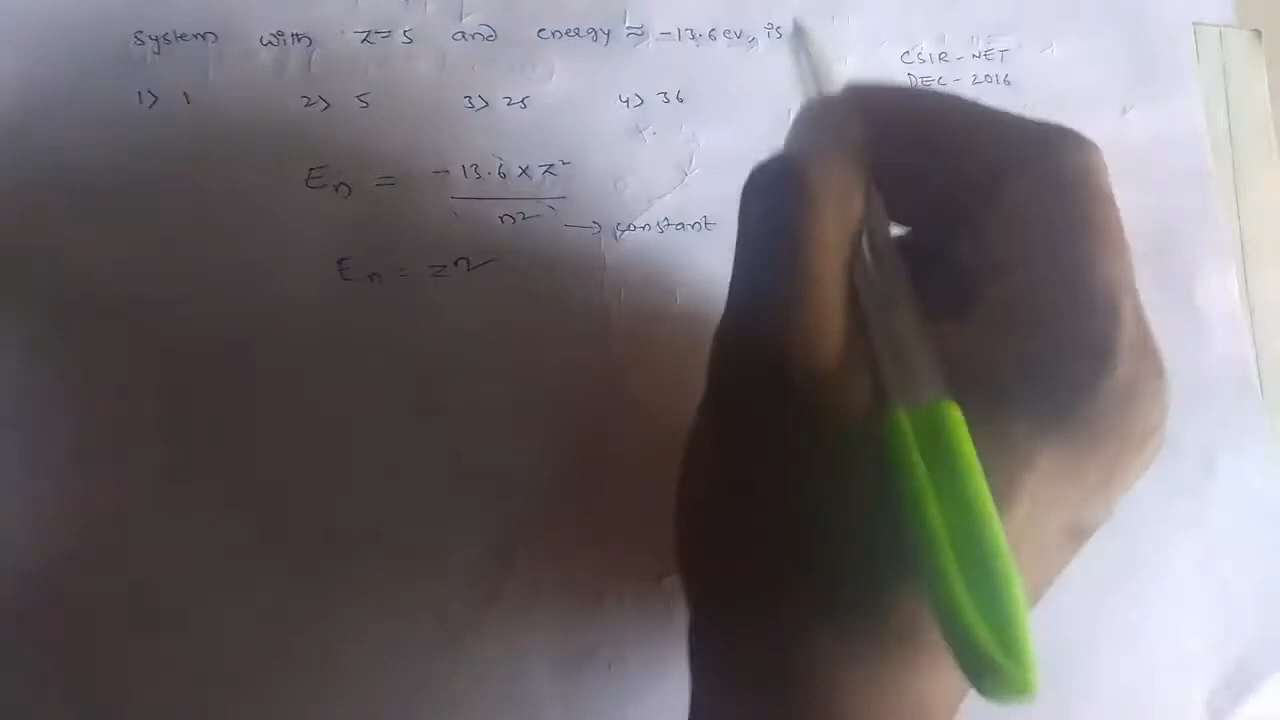 system with z=5 and energy ≈ -13.6 ev, is
CSIR-NET
DEC-2016
1) 1 2) 5 3) 25 4) 36
En = -13.6 × z²
n² → constant
En = z²